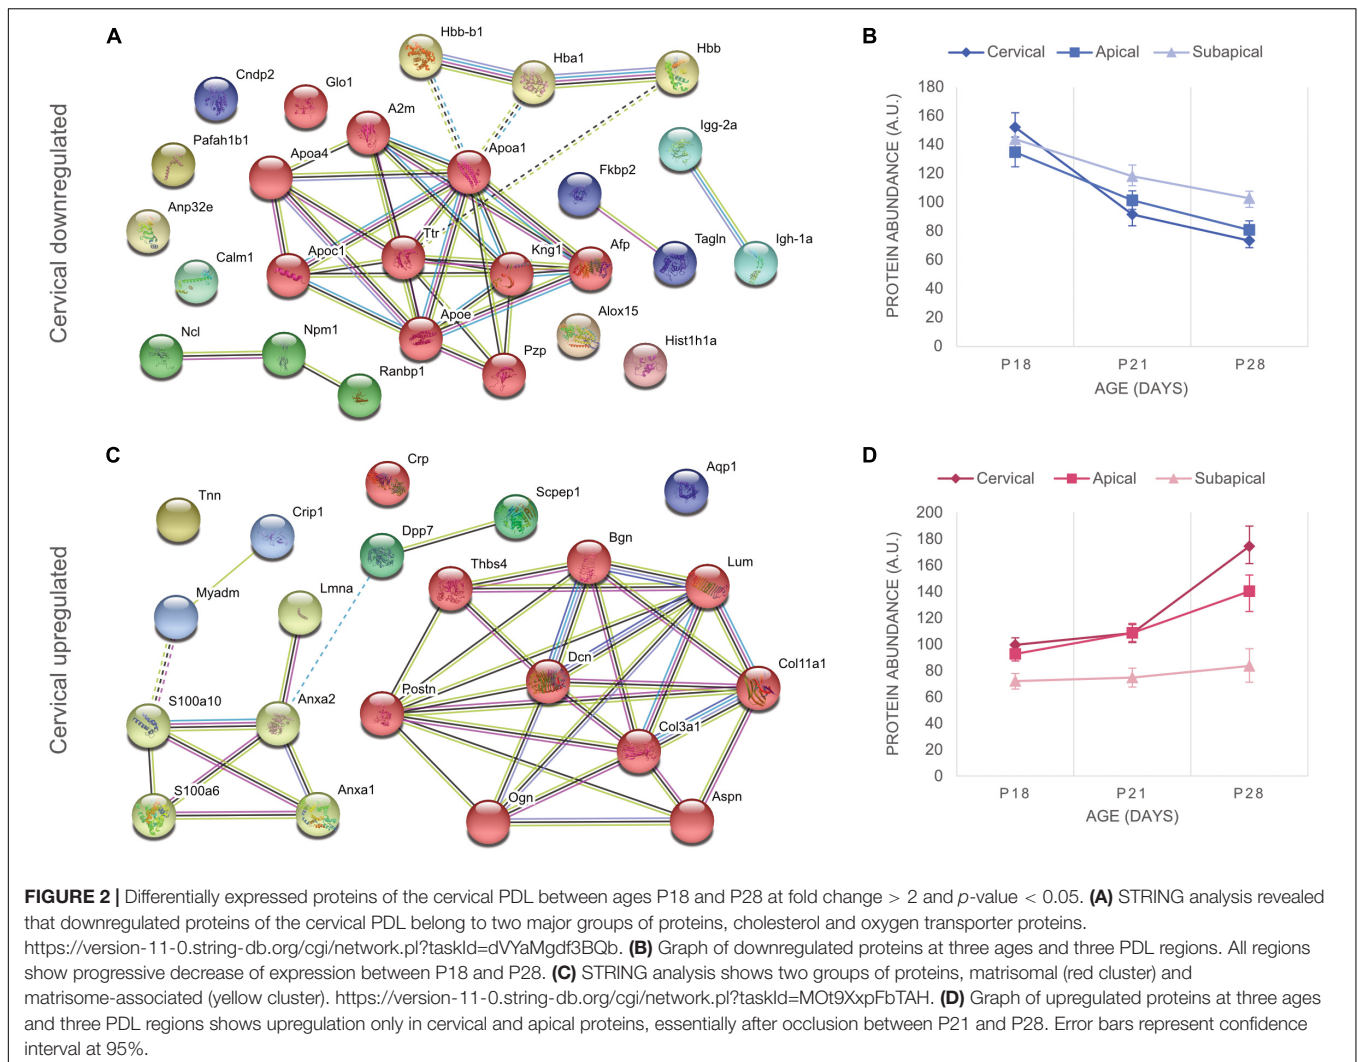 A
Cervical downregulated
Hbb-b1
Hba1
Hbb
Cndp2
Glo1
A2m
Igg-2a
Pafah1b1
Apoa4
Apoa1
Fkbp2
Anp32e
Ttr
Calm1
Apoc1
Kng1
Afp
Tagln
Igh-1a
Ncl
Npm1
Apoe
Alox15
Ranbp1
Pzp
Hist1h1a
B
Cervical
Apical
Subapical
PROTEIN ABUNDANCE (A.U.)
180
160
140
120
100
80
60
40
20
0
P18
P21
P28
AGE (DAYS)
C
Cervical upregulated
Crp
Aqp1
Tnn
Crip1
Scpep1
Dpp7
Bgn
Thbs4
Lum
Myadm
Lmna
Dcn
Col11a1
S100a10
Anxa2
Postn
Col3a1
S100a6
Anxa1
Ogn
Aspn
D
Cervical
Apical
Subapical
PROTEIN ABUNDANCE (A.U.)
200
180
160
140
120
100
80
60
40
20
0
P18
P21
P28
AGE (DAYS)
FIGURE 2 | Differentially expressed proteins of the cervical PDL between ages P18 and P28 at fold change > 2 and p-value < 0.05. (A) STRING analysis revealed
that downregulated proteins of the cervical PDL belong to two major groups of proteins, cholesterol and oxygen transporter proteins.
https://version-11-0.string-db.org/cgi/network.pl?taskId=dVYaMgdf3BQb. (B) Graph of downregulated proteins at three ages and three PDL regions. All regions
show progressive decrease of expression between P18 and P28. (C) STRING analysis shows two groups of proteins, matrisomal (red cluster) and
matrisome-associated (yellow cluster). https://version-11-0.string-db.org/cgi/network.pl?taskId=MOt9XxpFbTAH. (D) Graph of upregulated proteins at three ages
and three PDL regions shows upregulation only in cervical and apical proteins, essentially after occlusion between P21 and P28. Error bars represent confidence
interval at 95%.